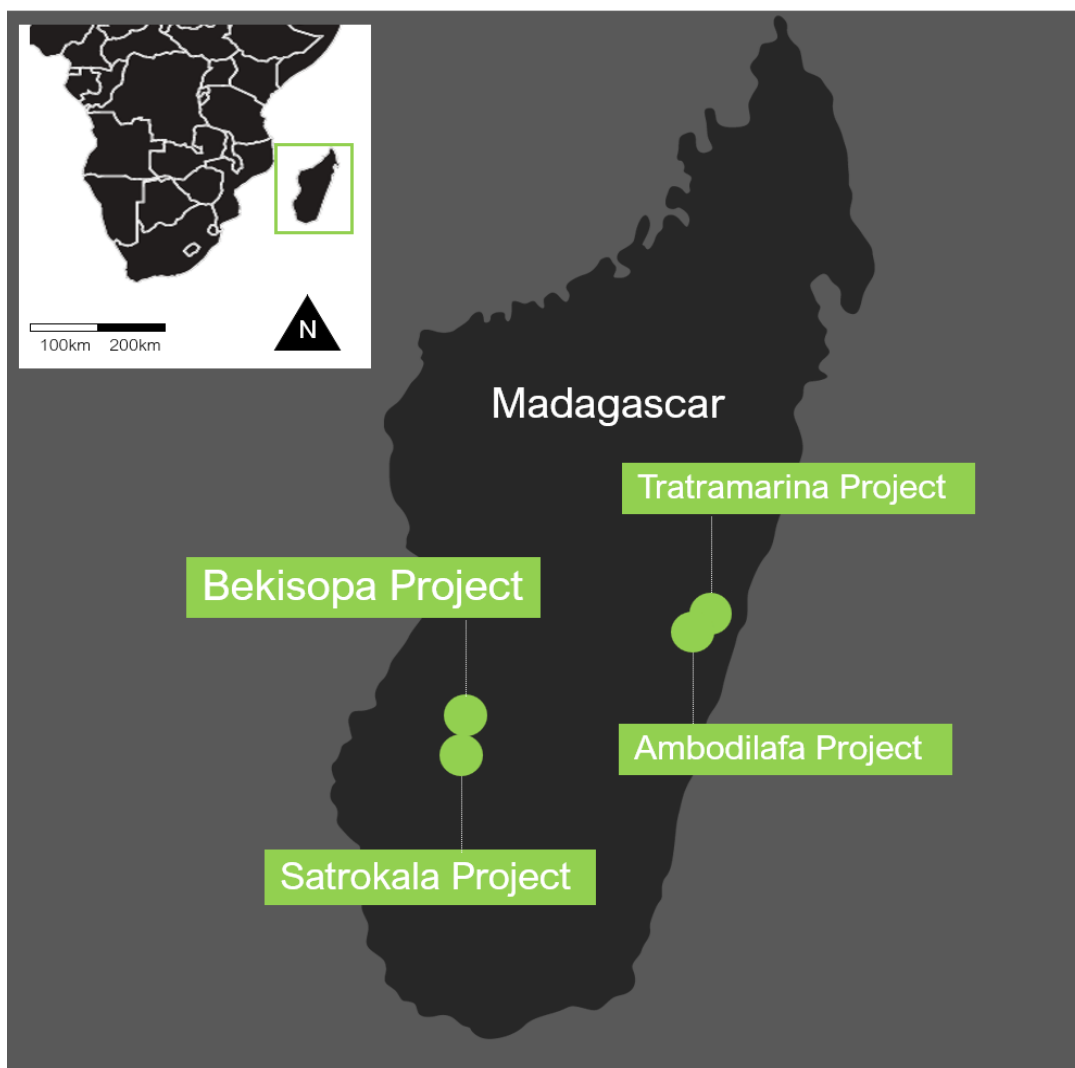 N
100km 200km
Madagascar
Tratramarina Project
Bekisopa Project
Ambodilafa Project
Satrokala Project